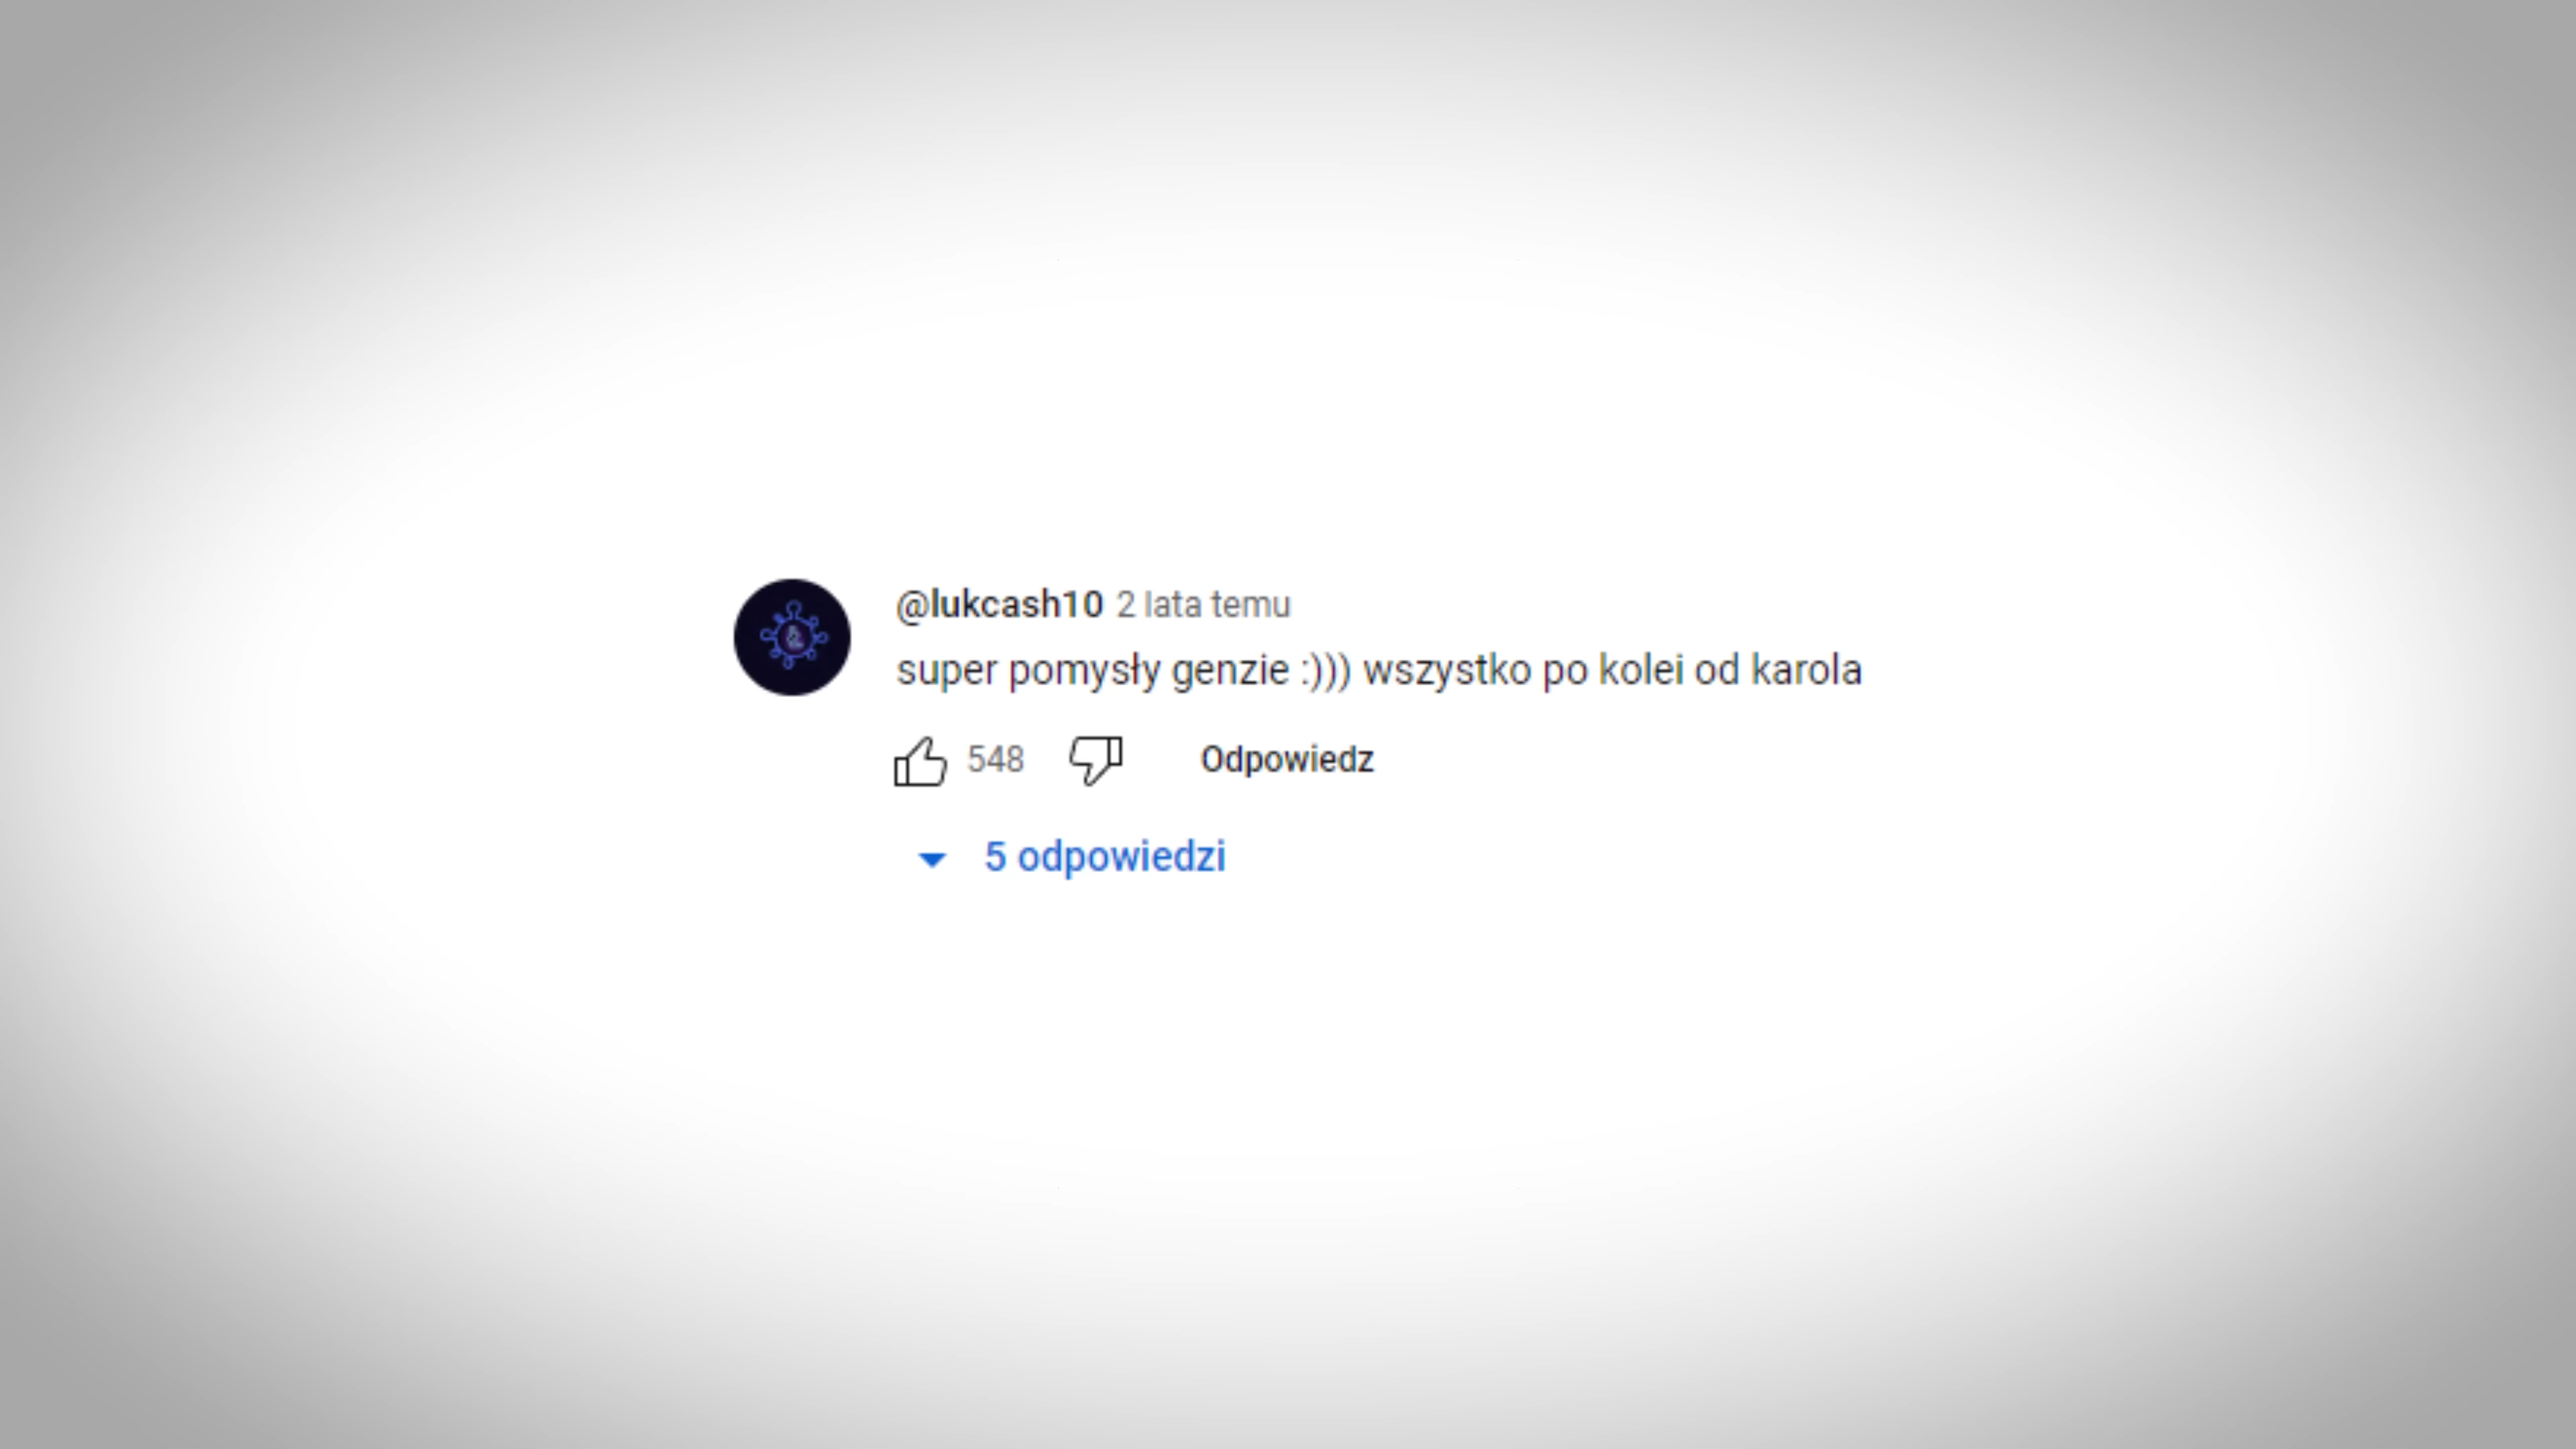 @lukcash10 2 lata temu
super pomysły genzie :))) wszystko po kolei od karola
548 Odpowiedz
5 odpowiedzi